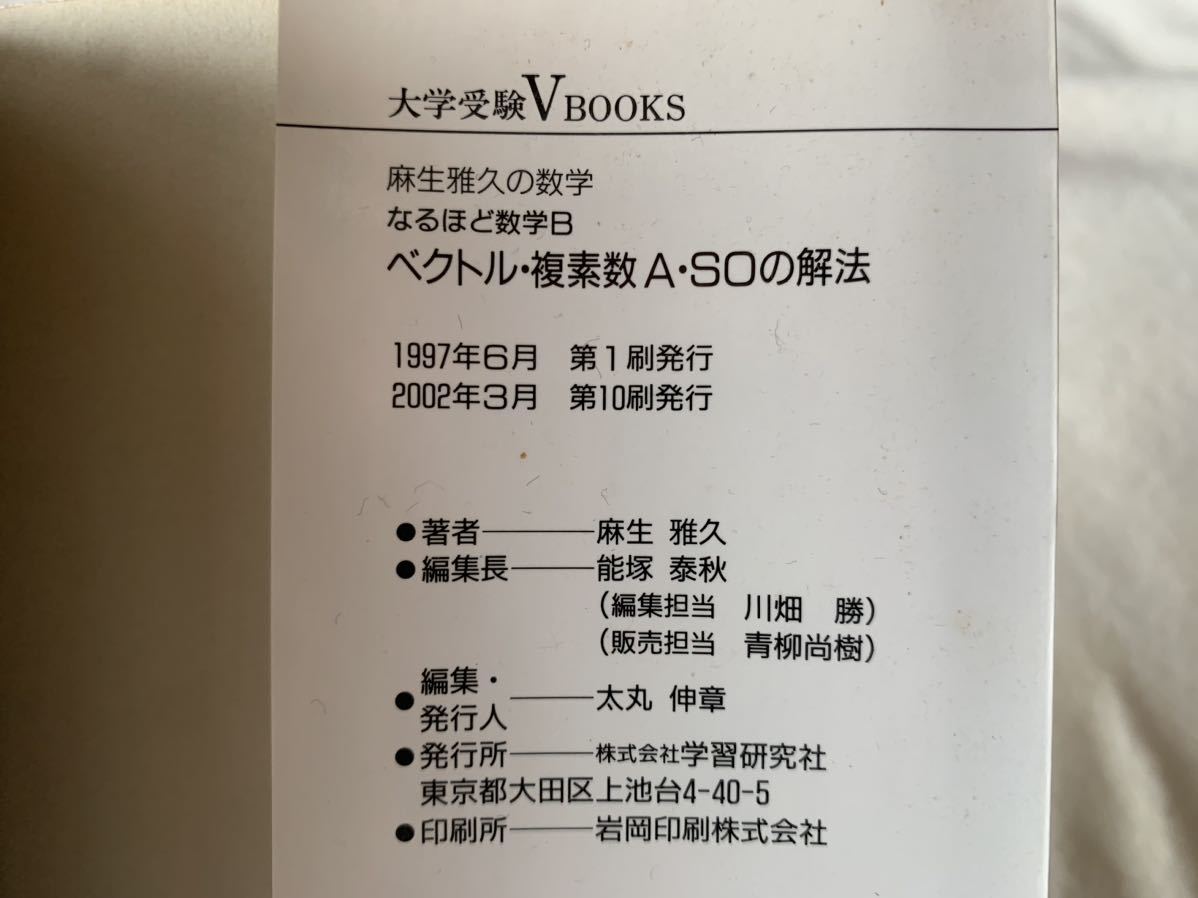 大学受験VBOOKS
麻生雅久の数学
なるほど数学B
ベクトル・複素数A・SOの解法
1997年6月 第1刷発行
2002年3月 第10刷発行
●著者――――麻生 雅久
●編集長―――能塚 泰秋
(編集担当 川畑 勝)
(販売担当 青柳尚樹)
●編集・発行人―――太丸 伸章
●発行所―――株式会社学習研究社
東京都大田区上池台4-40-5
●印刷所―――岩岡印刷株式会社